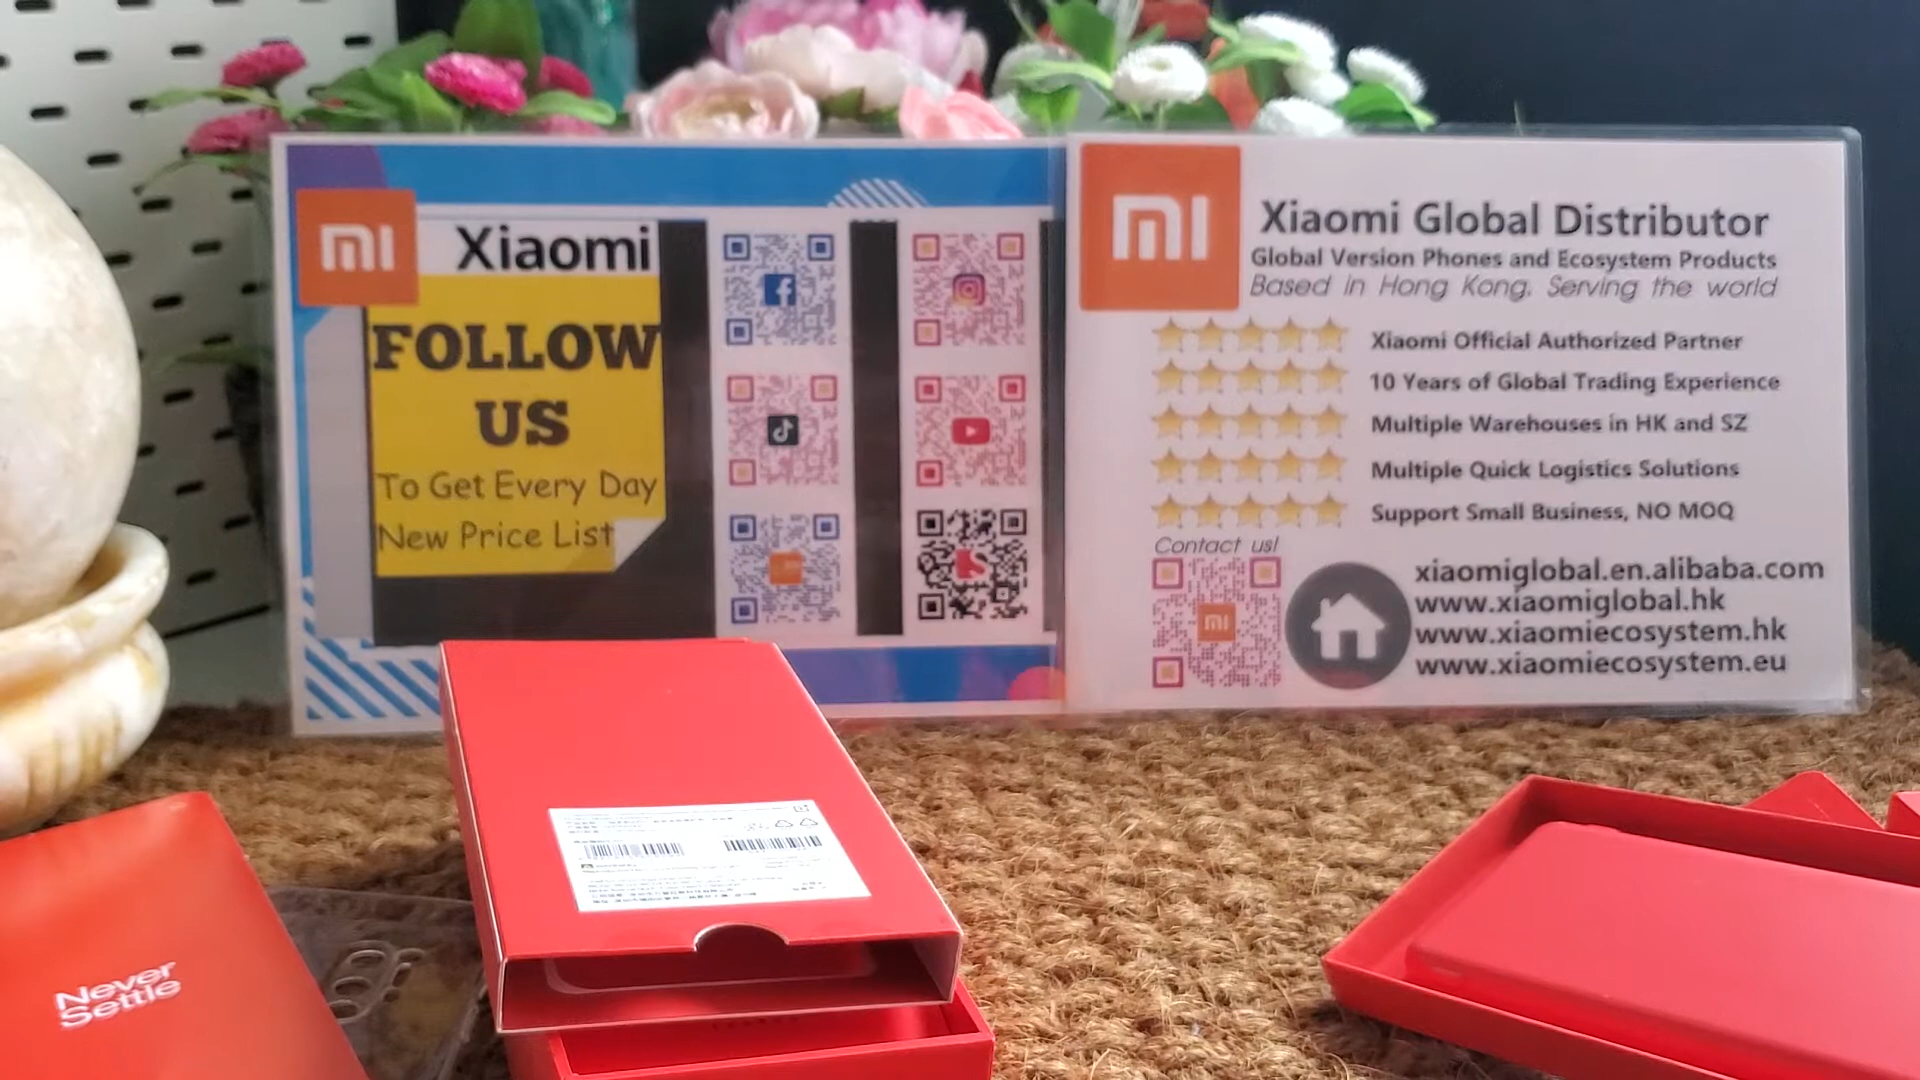 mi
Xiaomi
FOLLOW
US
To Get Every Day
New Price List
mi
Xiaomi Global Distributor
Global Version Phones and Ecosystem Products
Based in Hong Kong, Serving the world
Xiaomi Official Authorized Partner
10 Years of Global Trading Experience
Multiple Warehouses in HK and SZ
Multiple Quick Logistics Solutions
Support Small Business, NO MOQ
Contact us!
mi
xiaomiglobal.en.alibaba.com
www.xiaomiglobal.hk
www.xiaomiecosystem.hk
www.xiaomiecosystem.eu
Never
Settle